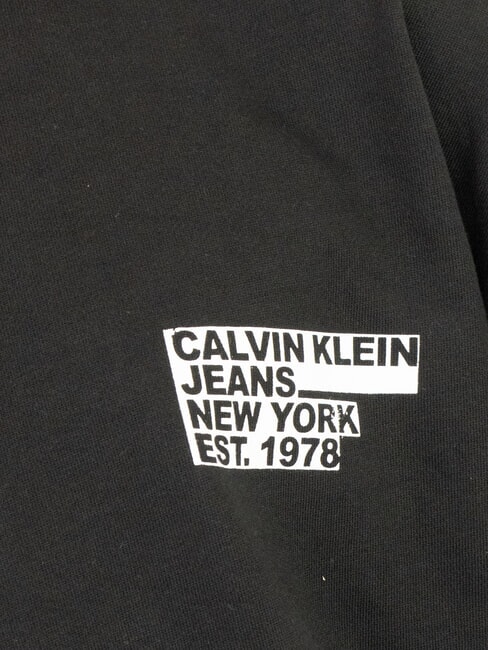 CALVIN KLEIN
JEANS
NEW YORK
EST. 1978